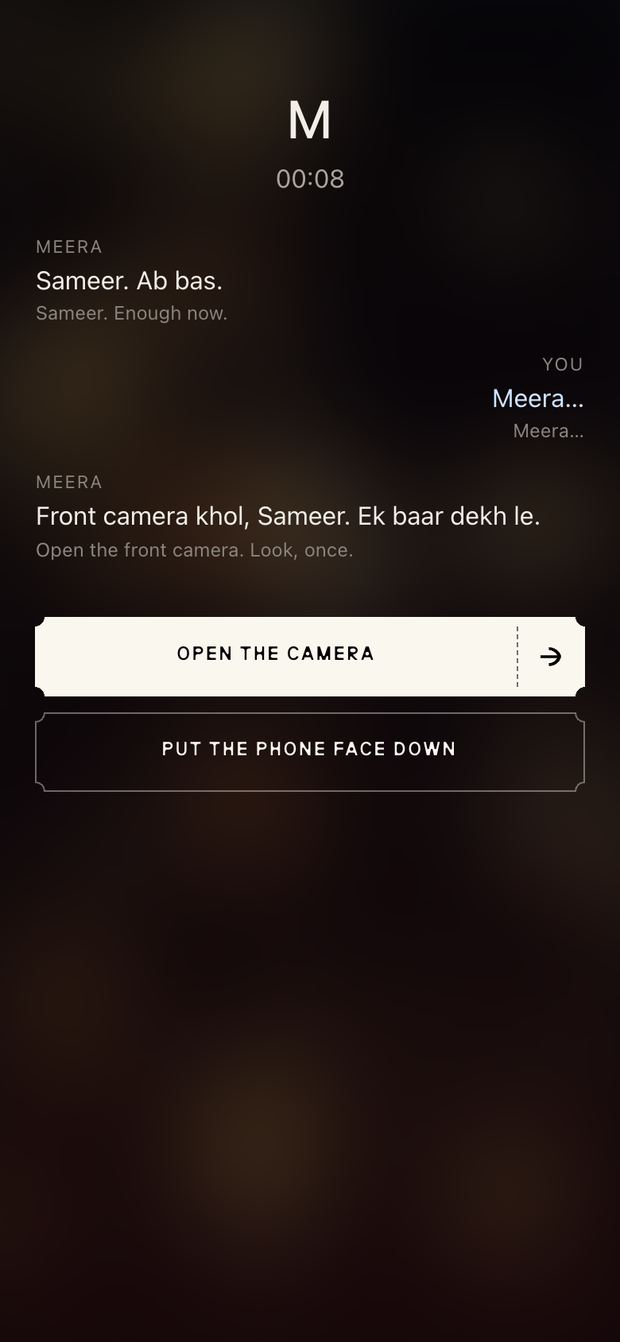 M
00:08
MEERA
Sameer. Ab bas.
Sameer. Enough now.
YOU
Meera...
Meera...
MEERA
Front camera khol, Sameer. Ek baar dekh le.
Open the front camera. Look, once.
OPEN THE CAMERA
PUT THE PHONE FACE DOWN